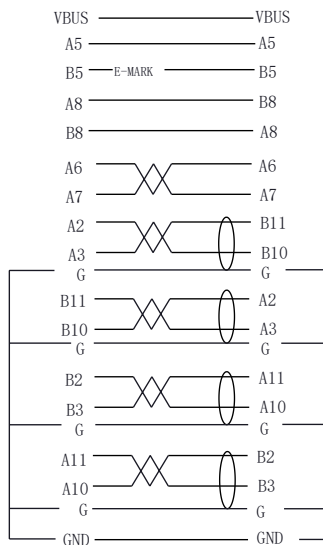 VBUS VBUS
A5 A5
B5 E-MARK B5
A8 B8
B8 A8
A6 A6
A7 A7
A2 B11
A3 B10
G G
B11 A2
B10 A3
G G
B2 A11
B3 A10
G G
A11 B2
A10 B3
G G
GND GND